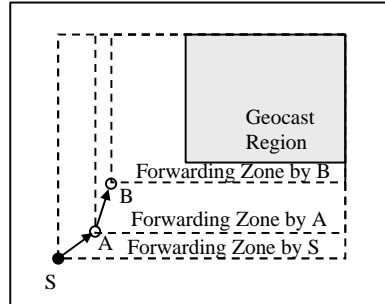 Geocast
Region
Forwarding Zone by B
B
Forwarding Zone by A
A
Forwarding Zone by S
S